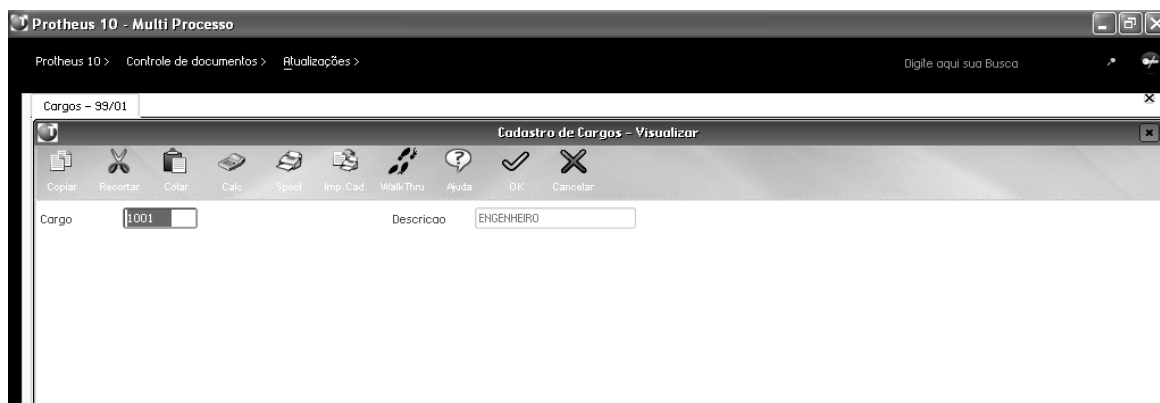 Protheus 10 - Multi Processo
Protheus 10 > Controle de documentos > Atualizações > Digite aqui sua Busca
Cargos – 99/01
Cadastro de Cargos – Visualizar
Copiar Recortar Colar Calc Spool Imp.Cad. WalkThru Ajuda OK Cancelar
Cargo 1001 Descricao ENGENHEIRO